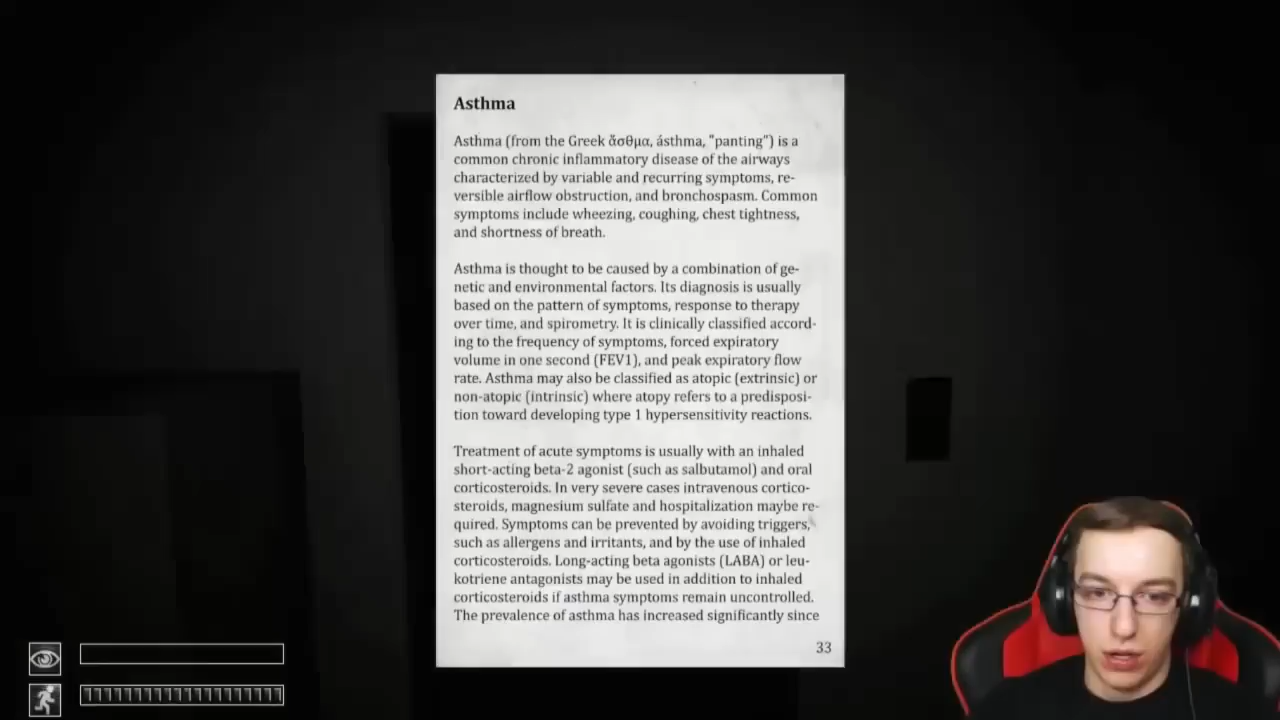 Asthma
Asthma (from the Greek ἆσθμα, ásthma, "panting") is a
common chronic inflammatory disease of the airways
characterized by variable and recurring symptoms, re-
versible airflow obstruction, and bronchospasm. Common
symptoms include wheezing, coughing, chest tightness,
and shortness of breath.
Asthma is thought to be caused by a combination of ge-
netic and environmental factors. Its diagnosis is usually
based on the pattern of symptoms, response to therapy
over time, and spirometry. It is clinically classified accord-
ing to the frequency of symptoms, forced expiratory
volume in one second (FEV1), and peak expiratory flow
rate. Asthma may also be classified as atopic (extrinsic) or
non-atopic (intrinsic) where atopy refers to a predisposi-
tion toward developing type 1 hypersensitivity reactions.
Treatment of acute symptoms is usually with an inhaled
short-acting beta-2 agonist (such as salbutamol) and oral
corticosteroids. In very severe cases intravenous cortico-
steroids, magnesium sulfate and hospitalization maybe re-
quired. Symptoms can be prevented by avoiding triggers,
such as allergens and irritants, and by the use of inhaled
corticosteroids. Long-acting beta agonists (LABA) or leu-
kotriene antagonists may be used in addition to inhaled
corticosteroids if asthma symptoms remain uncontrolled.
The prevalence of asthma has increased significantly since
33